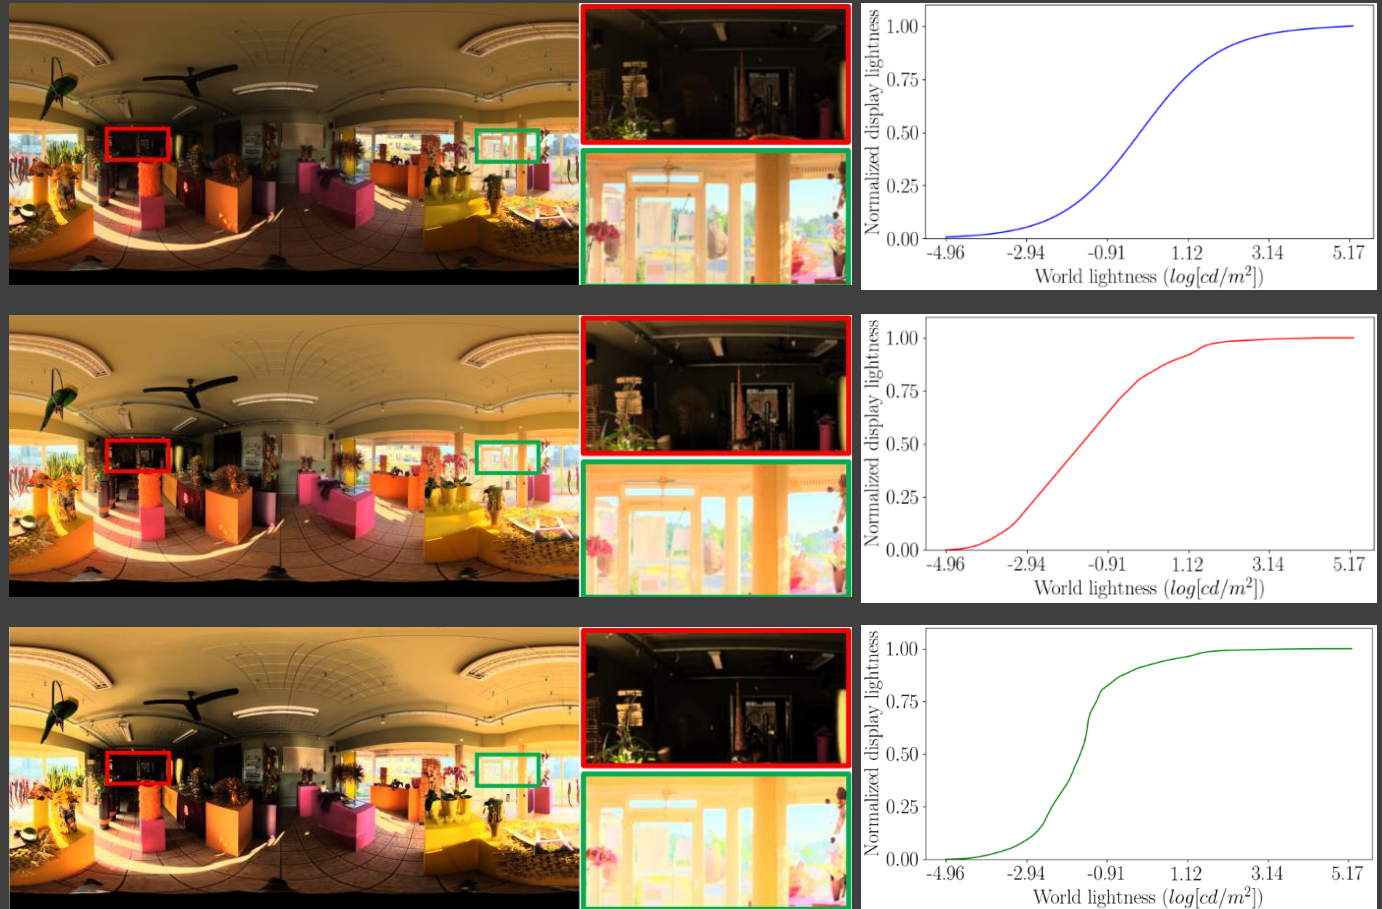 Normalized display lightness
1.00
0.75
0.50
0.25
0.00
-4.96 -2.94 -0.91 1.12 3.14 5.17
World lightness (log[cd/m²])
Normalized display lightness
1.00
0.75
0.50
0.25
0.00
-4.96 -2.94 -0.91 1.12 3.14 5.17
World lightness (log[cd/m²])
Normalized display lightness
1.00
0.75
0.50
0.25
0.00
-4.96 -2.94 -0.91 1.12 3.14 5.17
World lightness (log[cd/m²])